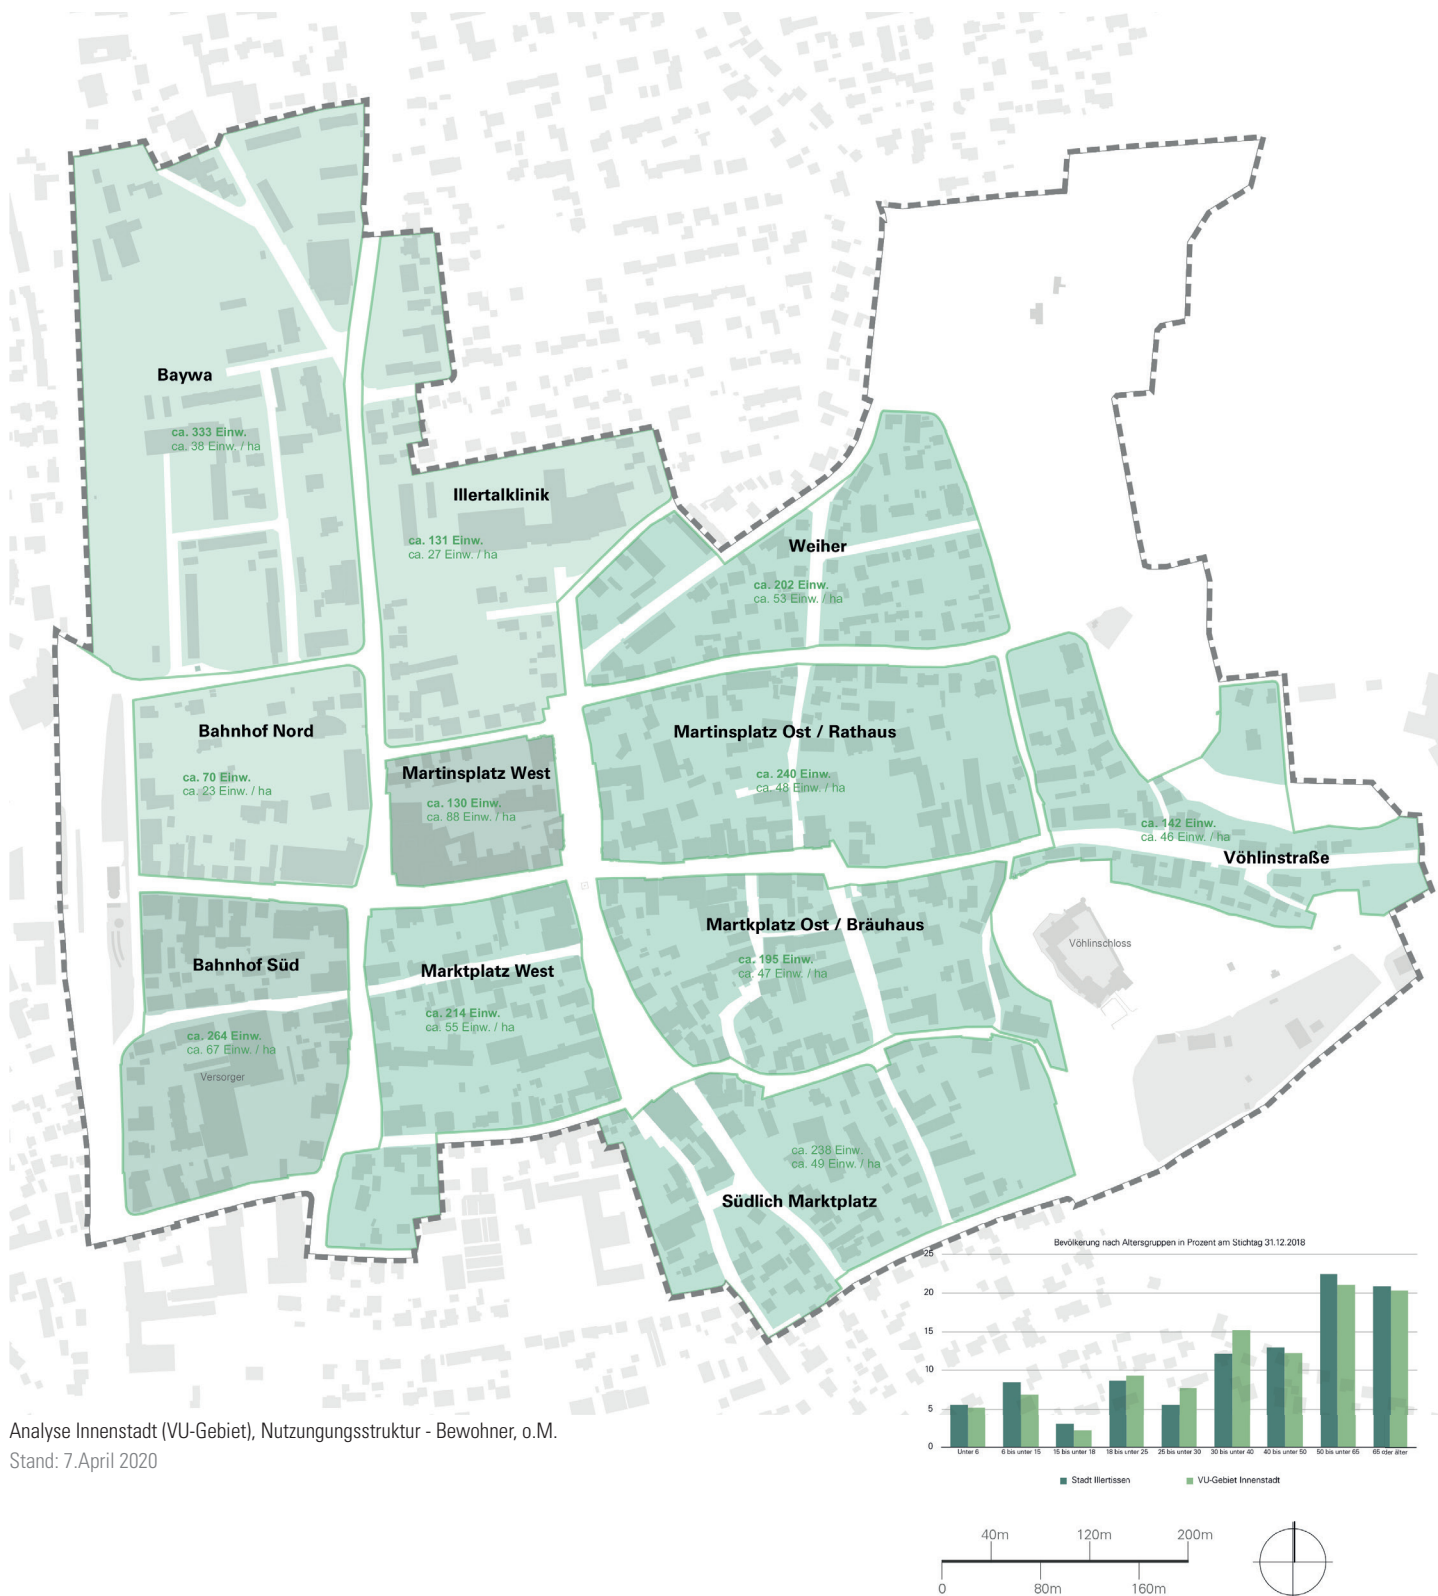 Baywa
ca. 333 Einw.
ca. 38 Einw. / ha
Illertalklinik
ca. 131 Einw.
ca. 27 Einw. / ha
Weiher
ca. 202 Einw.
ca. 53 Einw. / ha
Bahnhof Nord
ca. 70 Einw.
ca. 23 Einw. / ha
Martinsplatz West
ca. 130 Einw.
ca. 88 Einw. / ha
Martinsplatz Ost / Rathaus
ca. 240 Einw.
ca. 48 Einw. / ha
ca. 142 Einw.
ca. 46 Einw. / ha
Vöhlinstraße
Bahnhof Süd
ca. 264 Einw.
ca. 67 Einw. / ha
Versorger
Marktplatz West
ca. 214 Einw.
ca. 55 Einw. / ha
Martkplatz Ost / Bräuhaus
ca. 195 Einw.
ca. 47 Einw. / ha
Vöhlinschloss
ca. 238 Einw.
ca. 49 Einw. / ha
Südlich Marktplatz
Bevölkerung nach Altersgruppen in Prozent am Stichtag 31.12.2018
25
20
15
10
5
0
Unter 6 6 bis unter 15 15 bis unter 18 18 bis unter 25 25 bis unter 30 30 bis unter 40 40 bis unter 50 50 bis unter 65 65 oder älter
Stadt Illertissen VU-Gebiet Innenstadt
Analyse Innenstadt (VU-Gebiet), Nutzungungsstruktur - Bewohner, o.M.
Stand: 7.April 2020
40m 120m 200m
0 80m 160m